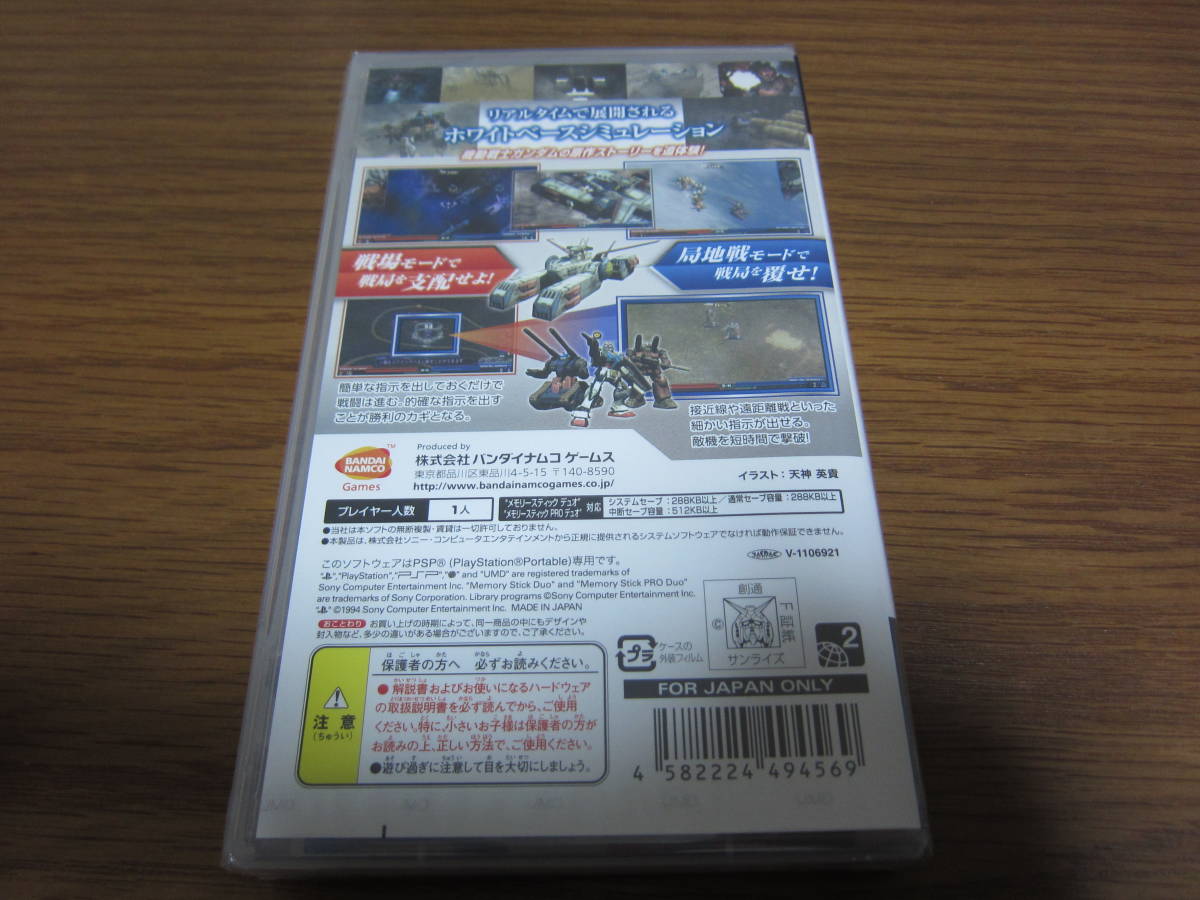 リアルタイムで展開される
ホワイトベースシミュレーション
機動戦士ガンダムの原作ストーリーを追体験!
戦場モードで
戦局を支配せよ!
局地戦モードで
戦局を覆せ!
簡単な指示を出しておくだけで
戦闘は進む。的確な指示を出す
ことが勝利のカギとなる。
接近線や遠距離戦といった
細かい指示が出せる。
敵機を短時間で撃破!
BANDAI
NAMCO
Games
TM
Produced by
株式会社 バンダイナムコ ゲームス
東京都品川区東品川4-5-15 〒140-8590
http://www.bandainamcogames.co.jp/
イラスト:天神 英貴
プレイヤー人数 1人
"メモリースティック デュオ"
"メモリースティック PRO デュオ" 対応
システムセーブ:288KB以上/通常セーブ容量:288KB以上
中断セーブ容量:512KB以上
●当社は本ソフトの無断複製・賃貸は一切許可しておりません。
●本製品は、株式会社ソニー・コンピュータエンタテインメントから正規に提供されるシステムソフトウェアでなければ動作保証できません。
このソフトウェアはPSP® (PlayStation®Portable)専用です。
V-1106921
"PlayStation", "PSP", and "UMD" are registered trademarks of
Sony Computer Entertainment Inc. "Memory Stick Duo" and "Memory Stick PRO Duo"
are trademarks of Sony Corporation. Library programs ©Sony Computer Entertainment Inc.
©1994 Sony Computer Entertainment Inc. MADE IN JAPAN
おことわり お買い上げの時期によって、同一商品の中にもデザインや
封入物など、多少の違いがある場合がございますので、ご了承ください。
創通
©
サンライズ
プラ
ケースの
外装フィルム
2
FOR JAPAN ONLY
注意
(ちゅうい)
保護者の方へ 必ずお読みください。
●解説書およびお使いになるハードウェア
の取扱説明書を必ず読んでから、ご使用
ください。特に、小さいお子様は保護者の方が
お読みの上、正しい方法で、ご使用ください。
●遊び過ぎに注意して目を大切にしましょう。
4 582224 494569